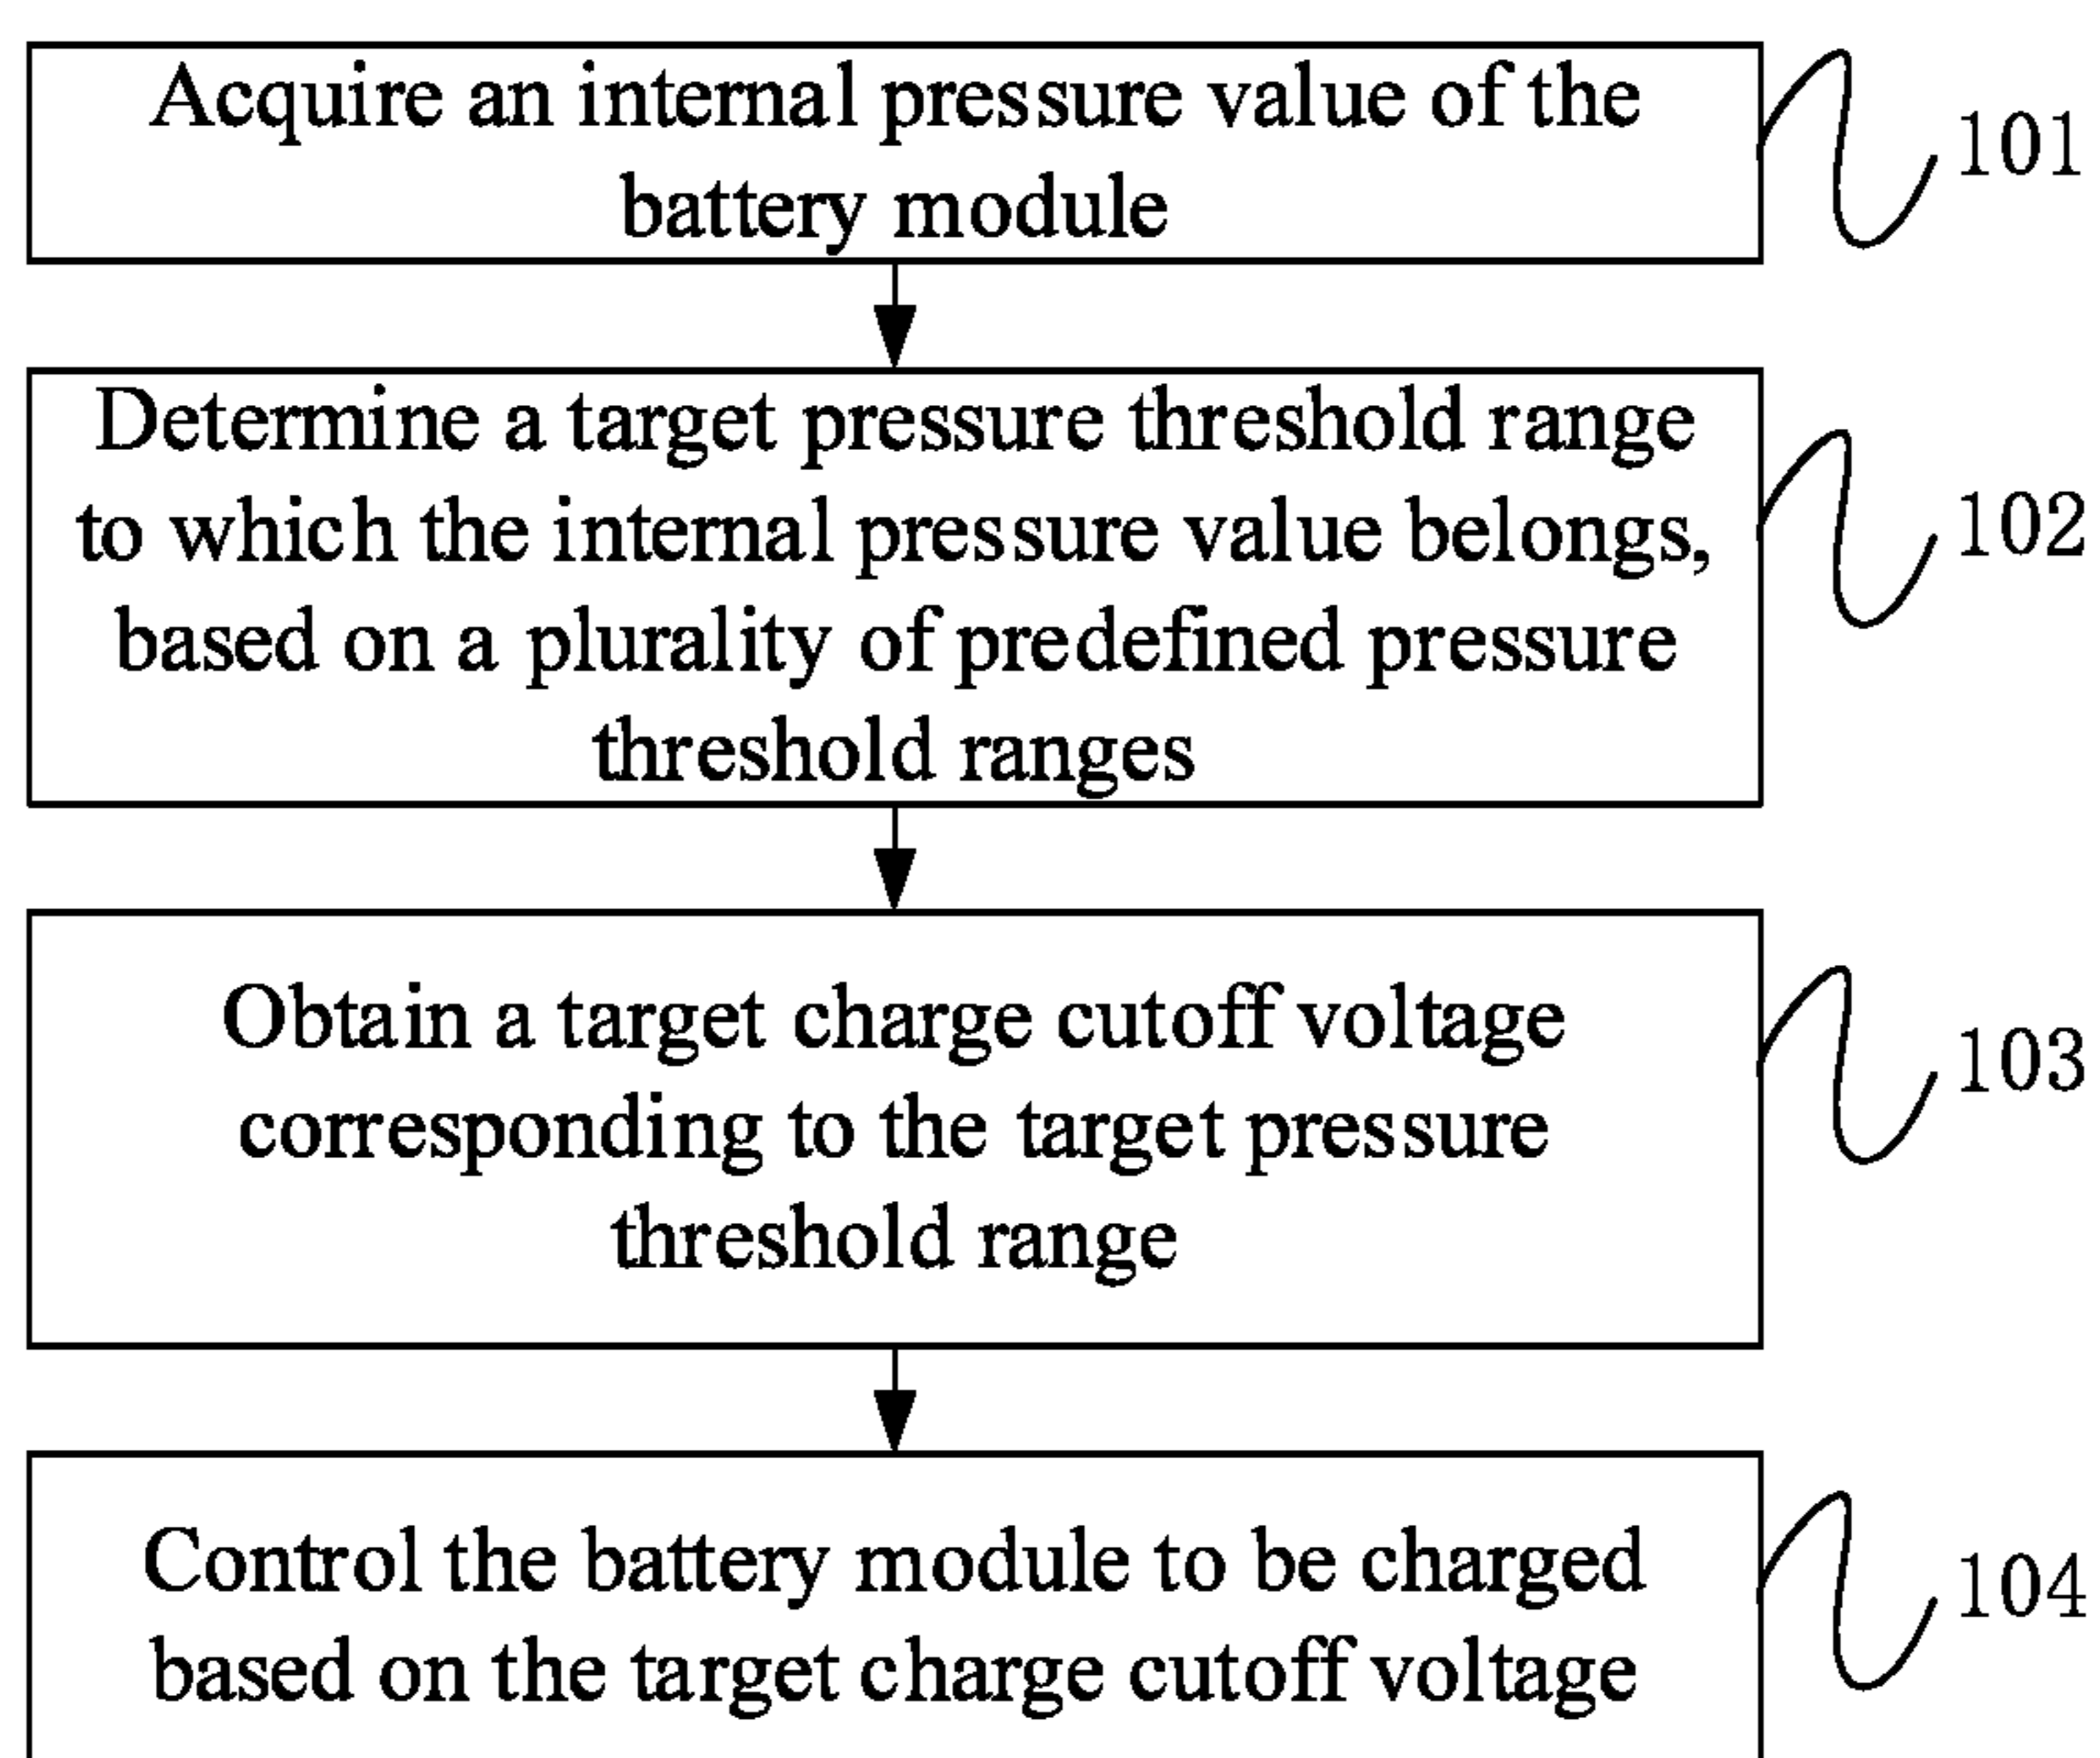 Acquire an internal pressure value of the
battery module
101
Determine a target pressure threshold range
to which the internal pressure value belongs,
based on a plurality of predefined pressure
threshold ranges
102
Obtain a target charge cutoff voltage
corresponding to the target pressure
threshold range
103
Control the battery module to be charged
based on the target charge cutoff voltage
104